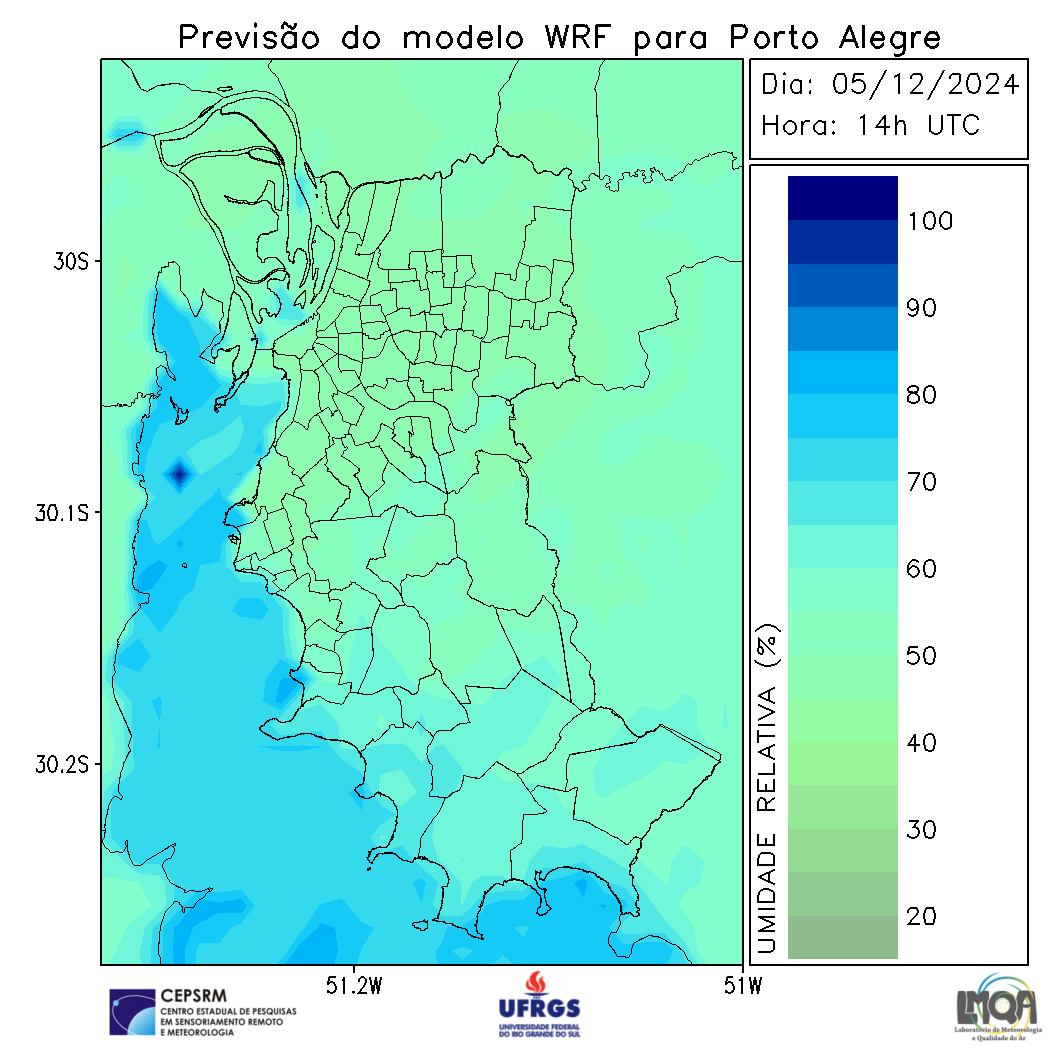 Previsão do modelo WRF para Porto Alegre
Dia: 05/12/2024
Hora: 14h UTC
30S
30.1S
30.2S
51.2W
51W
100
90
80
70
60
50
40
30
20
UMIDADE RELATIVA (%)
CEPSRM
CENTRO ESTADUAL DE PESQUISAS
EM SENSORIAMENTO REMOTO
E METEOROLOGIA
UFRGS
UNIVERSIDADE FEDERAL
DO RIO GRANDE DO SUL
LMQA
Laboratório de Meteorologia
e Qualidade do Ar